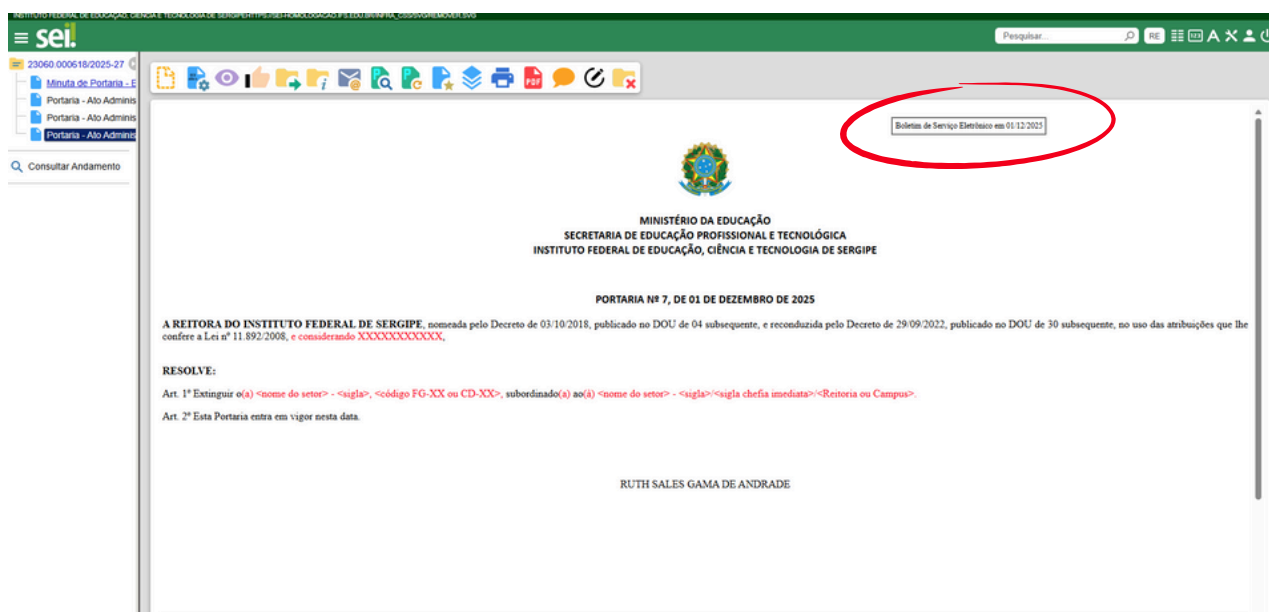 INSTITUTO FEDERAL DE EDUCAÇÃO, CIÊNCIA E TECNOLOGIA DE SERGIPE
sei!
Pesquisar...
RE
23060.000618/2025-27
Minuta de Portaria - E
Portaria - Ato Adminis
Portaria - Ato Adminis
Portaria - Ato Adminis
Consultar Andamento
PDF
Boletim de Serviço Eletrônico em 01/12/2025
MINISTÉRIO DA EDUCAÇÃO
SECRETARIA DE EDUCAÇÃO PROFISSIONAL E TECNOLÓGICA
INSTITUTO FEDERAL DE EDUCAÇÃO, CIÊNCIA E TECNOLOGIA DE SERGIPE
PORTARIA Nº 7, DE 01 DE DEZEMBRO DE 2025
A REITORA DO INSTITUTO FEDERAL DE SERGIPE, nomeada pelo Decreto de 03/10/2018, publicado no DOU de 04 subsequente, e reconduzida pelo Decreto de 29/09/2022, publicado no DOU de 30 subsequente, no uso das atribuições que lhe
confere a Lei nº 11.892/2008, e considerando XXXXXXXXXXX,
RESOLVE:
Art. 1º Extinguir o(a) <nome do setor> - <sigla>, <código FG-XX ou CD-XX>, subordinado(a) ao(à) <nome do setor> - <sigla>/<sigla chefia imediata>/<Reitoria ou Campus>.
Art. 2º Esta Portaria entra em vigor nesta data.
RUTH SALES GAMA DE ANDRADE